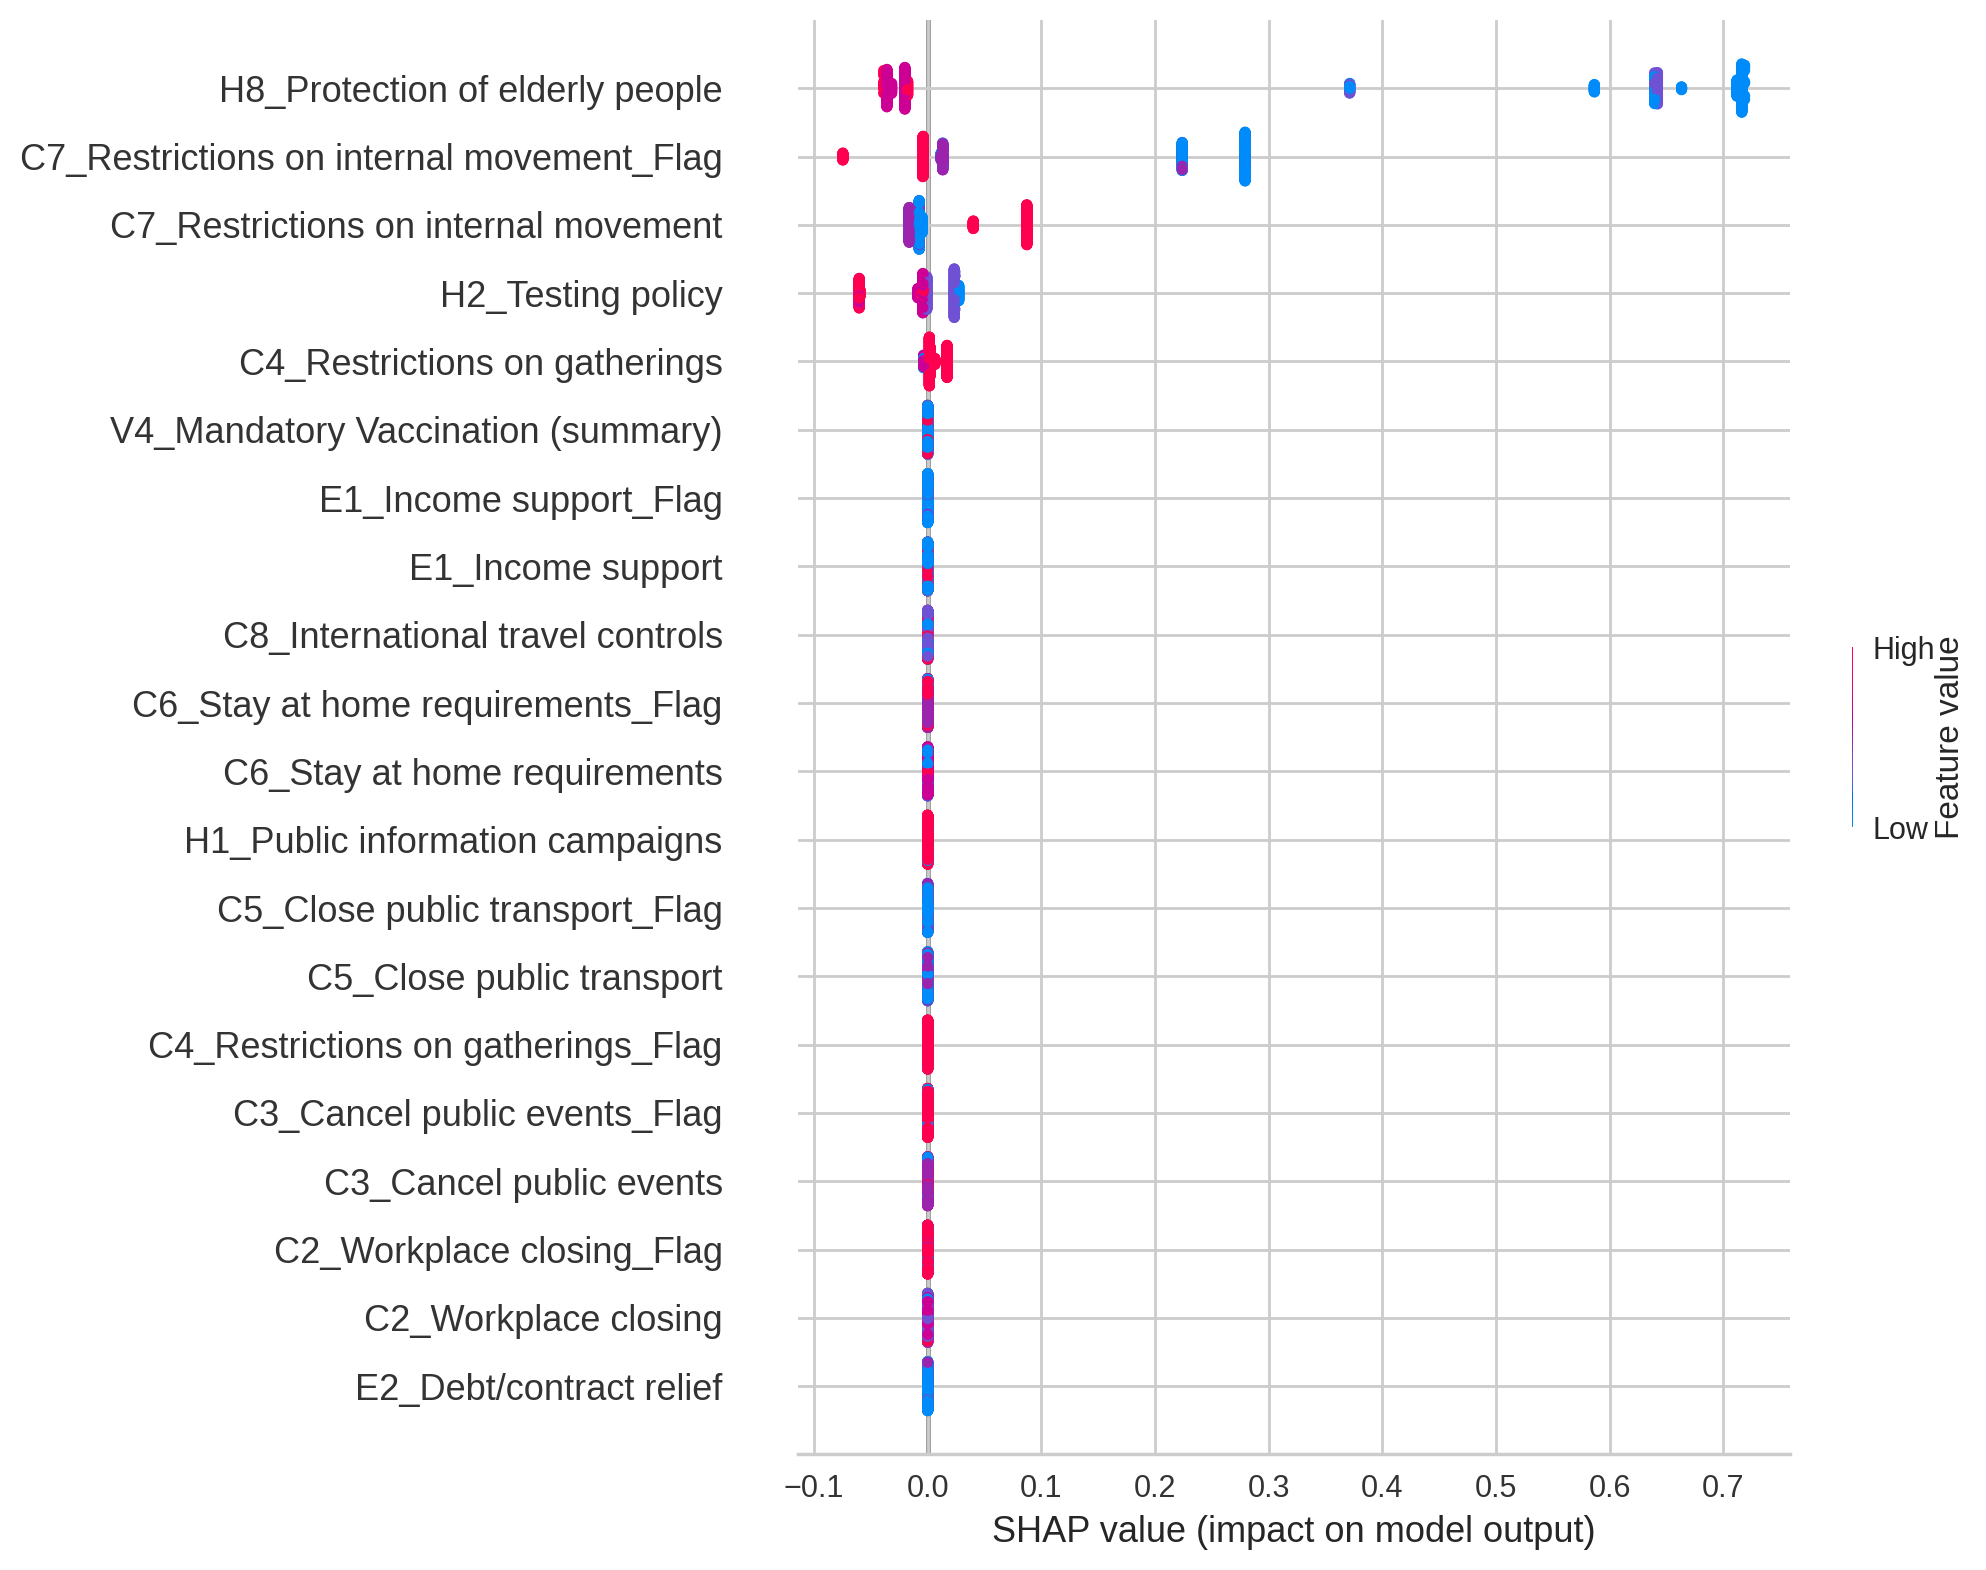 H8_Protection of elderly people
C7_Restrictions on internal movement_Flag
C7_Restrictions on internal movement
H2_Testing policy
C4_Restrictions on gatherings
V4_Mandatory Vaccination (summary)
E1_Income support_Flag
E1_Income support
C8_International travel controls
C6_Stay at home requirements_Flag
C6_Stay at home requirements
H1_Public information campaigns
C5_Close public transport_Flag
C5_Close public transport
C4_Restrictions on gatherings_Flag
C3_Cancel public events_Flag
C3_Cancel public events
C2_Workplace closing_Flag
C2_Workplace closing
E2_Debt/contract relief
−0.1 0.0 0.1 0.2 0.3 0.4 0.5 0.6 0.7
SHAP value (impact on model output)
High
Low
Feature value